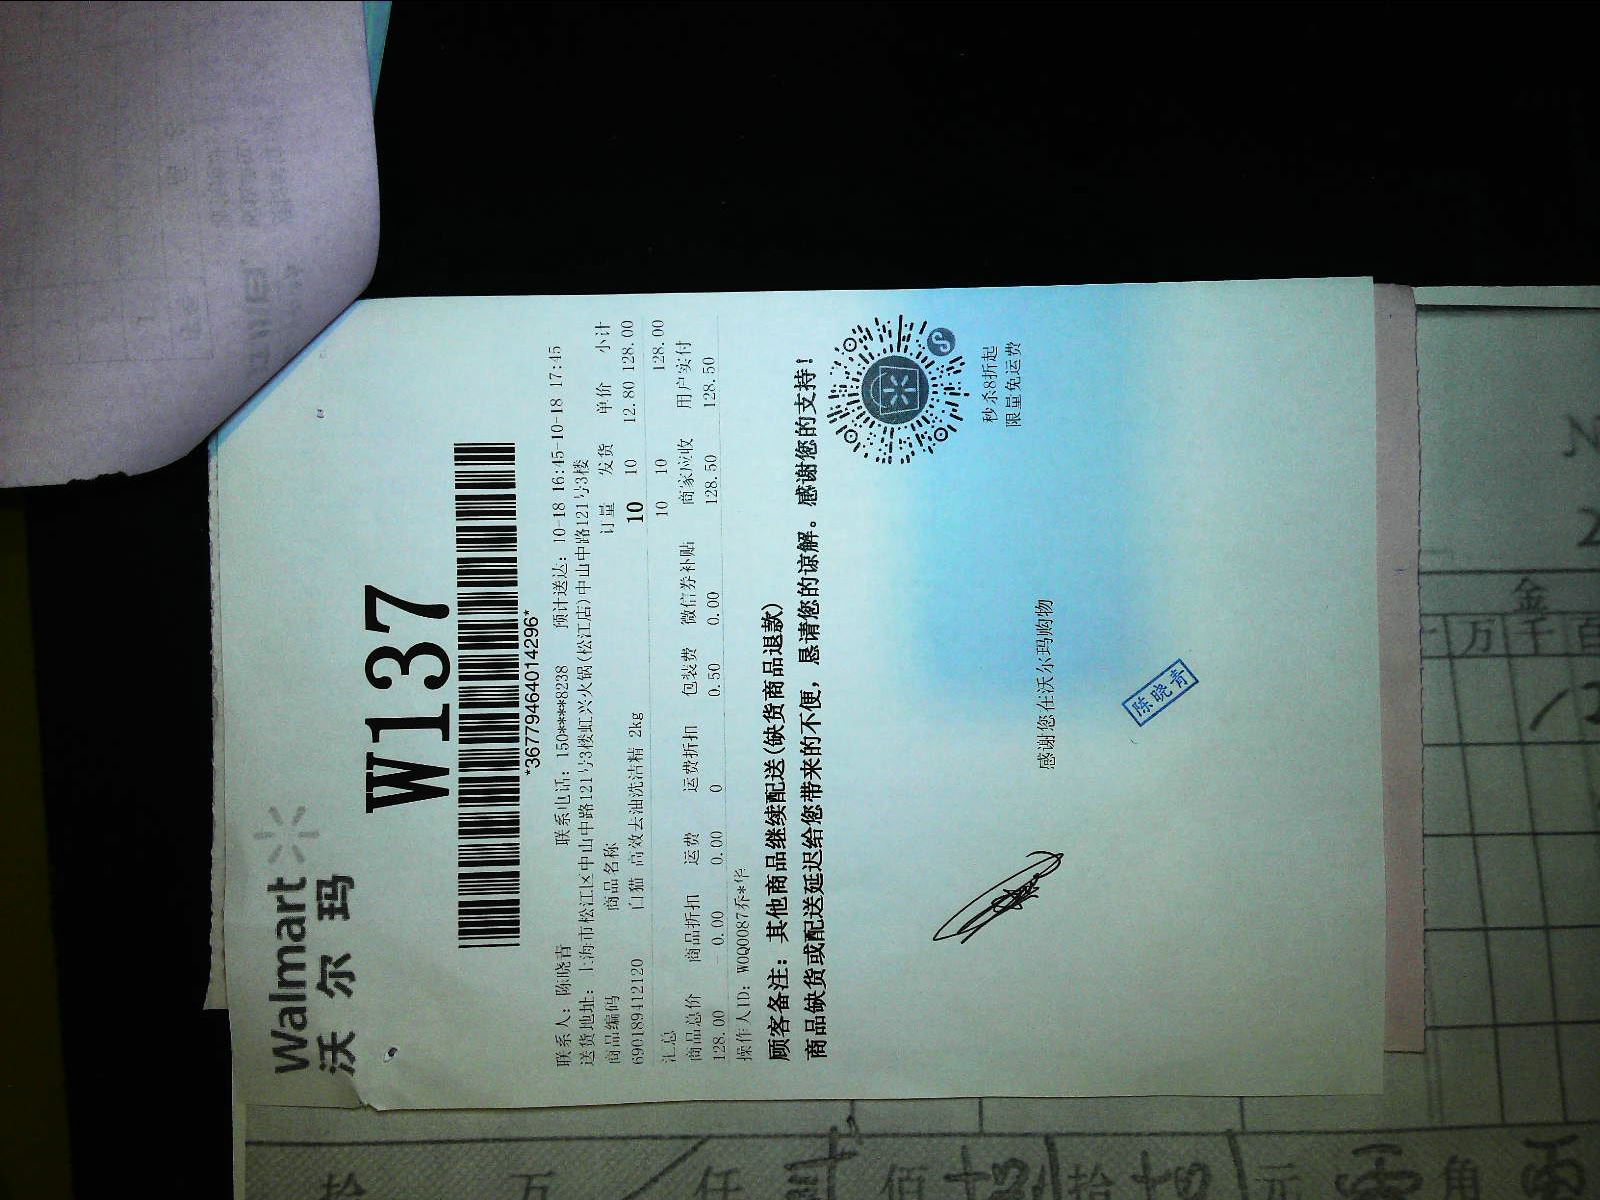 Walmart
沃尔玛
W137
*36779464014296*
联系人：陈晓青 联系电话：150****8238 预计送达：10-18 16:45-10-18 17:45
送货地址：上海市松江区中山中路121号3楼虹兴火锅(松江店)中山中路121号3楼
商品编码 商品名称 订量 发货 单价 小计
6901894121120 白猫 高效去油洗洁精 2kg 10 10 12.80 128.00
汇总 10 10 128.00
商品总价 商品折扣 运费 运费折扣 包装费 微信券补贴 商家应收 用户实付
128.00 - 0.00 0.00 0 0.50 0.00 128.50 128.50
操作人ID：W0Q0087乔*华
顾客备注：其他商品继续配送(缺货商品退款)
商品缺货或配送延迟给您带来的不便，恳请您的谅解。感谢您的支持！
秒杀8折起
限量免运费
感谢您在沃尔玛购物
陈晓青
金
万 千 百
拾 万 仟 佰 拾 元 角